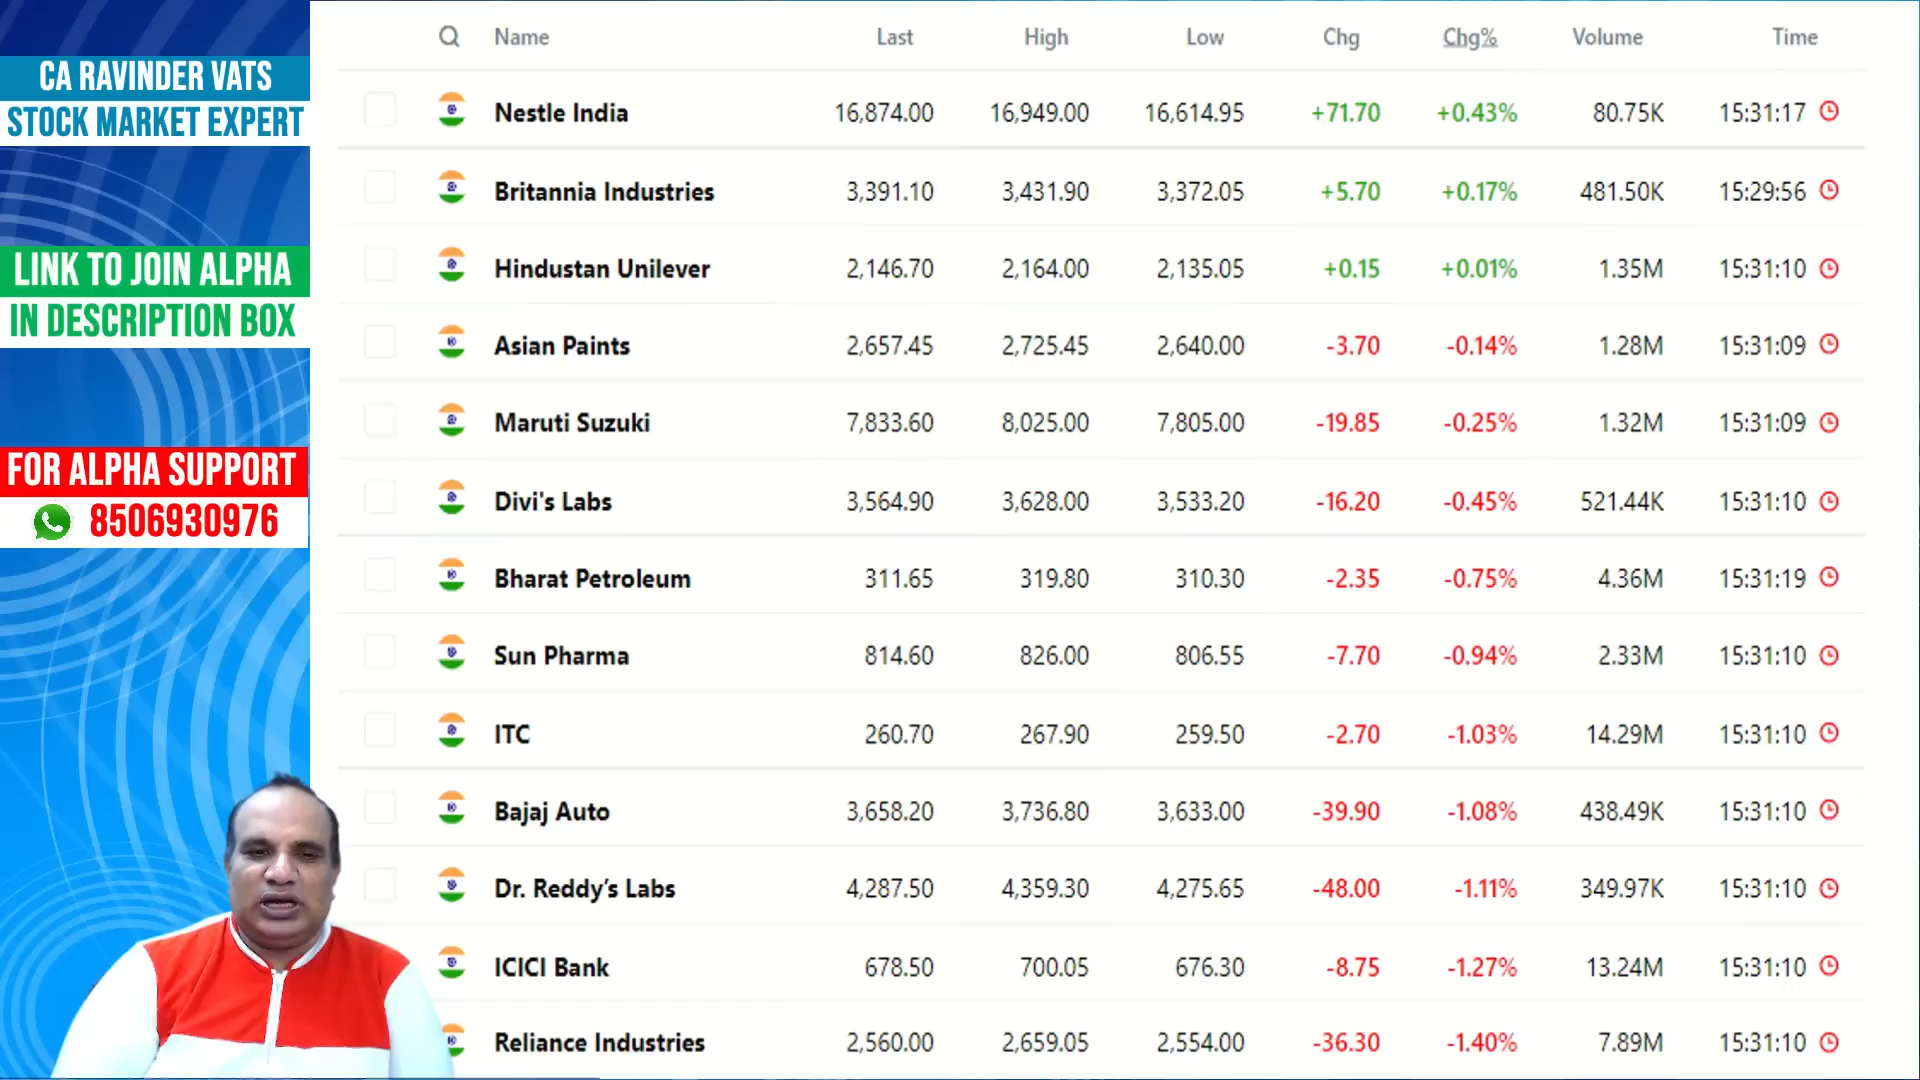 CA RAVINDER VATS
STOCK MARKET EXPERT
LINK TO JOIN ALPHA
IN DESCRIPTION BOX
FOR ALPHA SUPPORT
8506930976
Name Last High Low Chg Chg% Volume Time
Nestle India 16,874.00 16,949.00 16,614.95 +71.70 +0.43% 80.75K 15:31:17
Britannia Industries 3,391.10 3,431.90 3,372.05 +5.70 +0.17% 481.50K 15:29:56
Hindustan Unilever 2,146.70 2,164.00 2,135.05 +0.15 +0.01% 1.35M 15:31:10
Asian Paints 2,657.45 2,725.45 2,640.00 -3.70 -0.14% 1.28M 15:31:09
Maruti Suzuki 7,833.60 8,025.00 7,805.00 -19.85 -0.25% 1.32M 15:31:09
Divi's Labs 3,564.90 3,628.00 3,533.20 -16.20 -0.45% 521.44K 15:31:10
Bharat Petroleum 311.65 319.80 310.30 -2.35 -0.75% 4.36M 15:31:19
Sun Pharma 814.60 826.00 806.55 -7.70 -0.94% 2.33M 15:31:10
ITC 260.70 267.90 259.50 -2.70 -1.03% 14.29M 15:31:10
Bajaj Auto 3,658.20 3,736.80 3,633.00 -39.90 -1.08% 438.49K 15:31:10
Dr. Reddy’s Labs 4,287.50 4,359.30 4,275.65 -48.00 -1.11% 349.97K 15:31:10
ICICI Bank 678.50 700.05 676.30 -8.75 -1.27% 13.24M 15:31:10
Reliance Industries 2,560.00 2,659.05 2,554.00 -36.30 -1.40% 7.89M 15:31:10